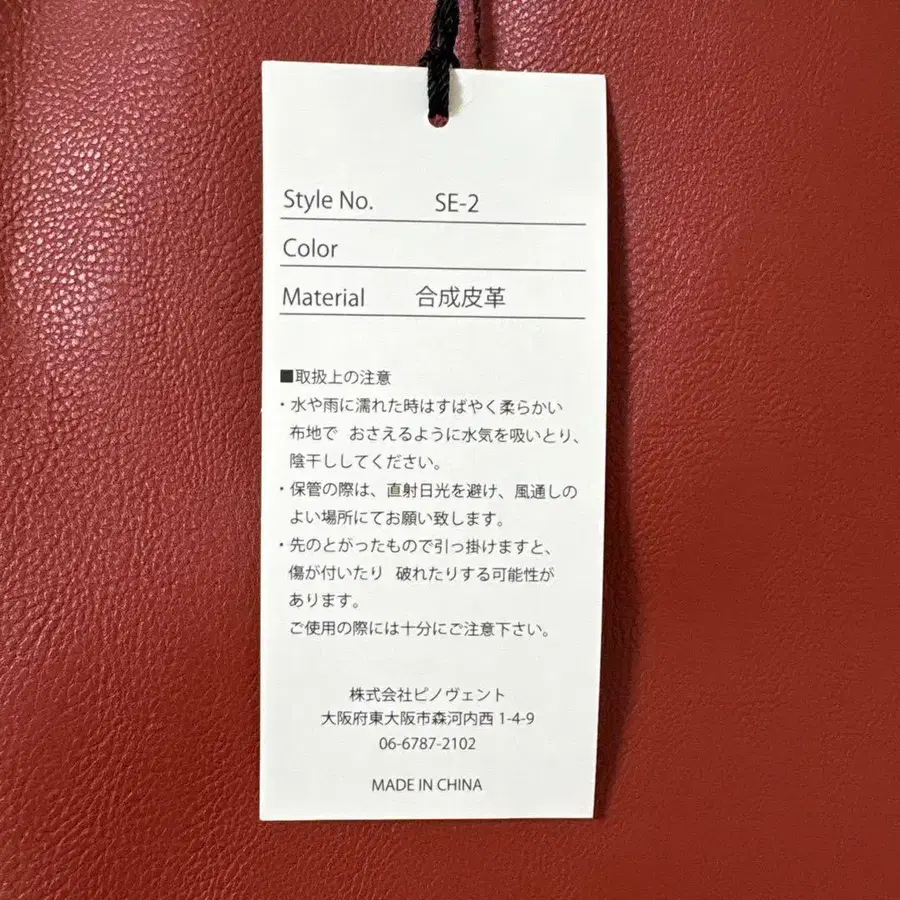 Style No. SE-2
Color
Material 合成皮革
■取扱上の注意
・水や雨に濡れた時はすばやく柔らかい
布地で おさえるように水気を吸いとり、
陰干ししてください。
・保管の際は、直射日光を避け、風通しの
よい場所にてお願い致します。
・先のとがったもので引っ掛けますと、
傷が付いたり 破れたりする可能性が
あります。
ご使用の際には十分にご注意下さい。
株式会社ピノヴェント
大阪府東大阪市森河内西 1-4-9
06-6787-2102
MADE IN CHINA